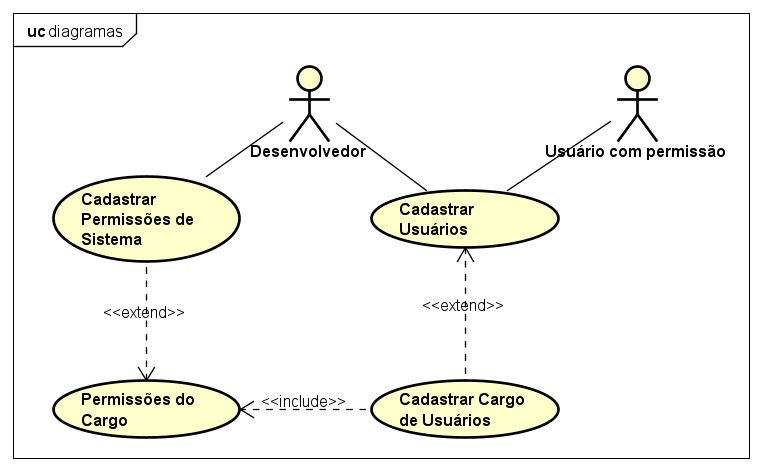 uc diagramas
Desenvolvedor
Usuário com permissão
Cadastrar
Permissões de
Sistema
Cadastrar
Usuários
<<extend>>
<<extend>>
Permissões do
Cargo
<<include>>
Cadastrar Cargo
de Usuários